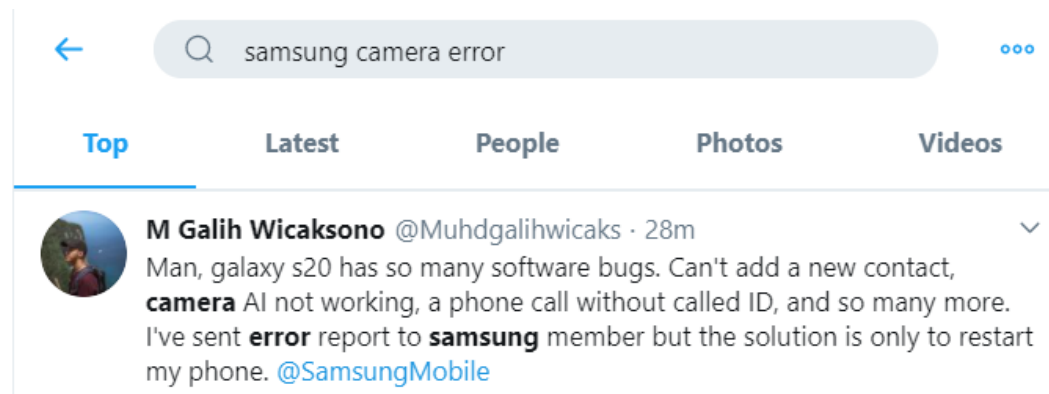 samsung camera error
Top Latest People Photos Videos
M Galih Wicaksono @Muhdgalihwicaks · 28m
Man, galaxy s20 has so many software bugs. Can't add a new contact,
camera AI not working, a phone call without called ID, and so many more.
I've sent error report to samsung member but the solution is only to restart
my phone. @SamsungMobile